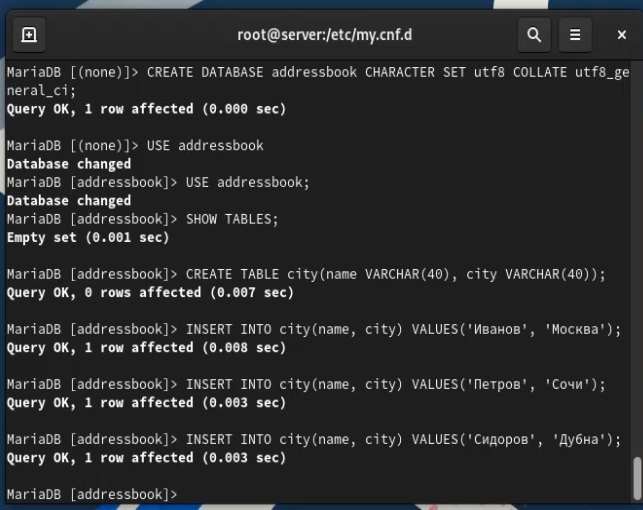 root@server:/etc/my.cnf.d
MariaDB [(none)]> CREATE DATABASE addressbook CHARACTER SET utf8 COLLATE utf8_ge
neral_ci;
Query OK, 1 row affected (0.000 sec)
MariaDB [(none)]> USE addressbook
Database changed
MariaDB [addressbook]> USE addressbook;
Database changed
MariaDB [addressbook]> SHOW TABLES;
Empty set (0.001 sec)
MariaDB [addressbook]> CREATE TABLE city(name VARCHAR(40), city VARCHAR(40));
Query OK, 0 rows affected (0.007 sec)
MariaDB [addressbook]> INSERT INTO city(name, city) VALUES('Иванов', 'Москва');
Query OK, 1 row affected (0.008 sec)
MariaDB [addressbook]> INSERT INTO city(name, city) VALUES('Петров', 'Сочи');
Query OK, 1 row affected (0.003 sec)
MariaDB [addressbook]> INSERT INTO city(name, city) VALUES('Сидоров', 'Дубна');
Query OK, 1 row affected (0.003 sec)
MariaDB [addressbook]>